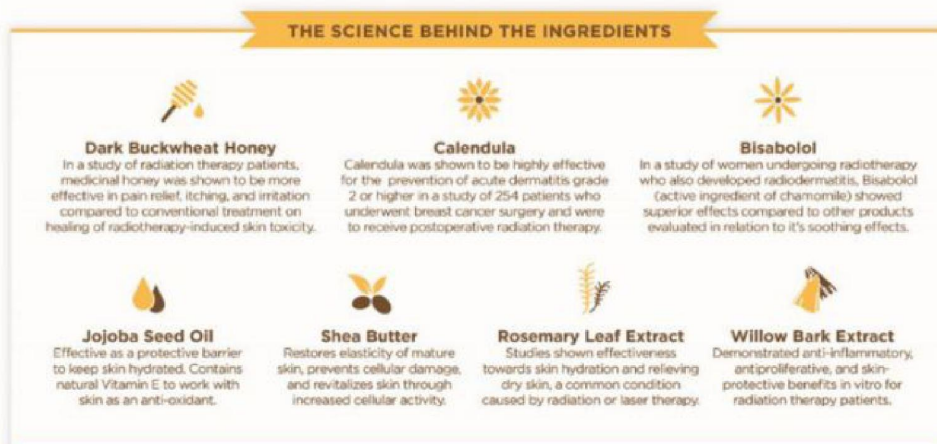 THE SCIENCE BEHIND THE INGREDIENTS
Dark Buckwheat Honey
In a study of radiation therapy patients,
medicinal honey was shown to be more
effective in pain relief, itching, and irritation
compared to conventional treatment on
healing of radiotherapy-induced skin toxicity.
Calendula
Calendula was shown to be highly effective
for the prevention of acute dermatitis grade
2 or higher in a study of 254 patients who
underwent breast cancer surgery and were
to receive postoperative radiation therapy.
Bisabolol
In a study of women undergoing radiotherapy
who also developed radiodermatitis, Bisabolol
(active ingredient of chamomile) showed
superior effects compared to other products
evaluated in relation to it's soothing effects.
Jojoba Seed Oil
Effective as a protective barrier
to keep skin hydrated. Contains
natural Vitamin E to work with
skin as an anti-oxidant.
Shea Butter
Restores elasticity of mature
skin, prevents cellular damage,
and revitalizes skin through
increased cellular activity.
Rosemary Leaf Extract
Studies shown effectiveness
towards skin hydration and relieving
dry skin, a common condition
caused by radiation or laser therapy.
Willow Bark Extract
Demonstrated anti-inflammatory,
antiproliferative, and skin-
protective benefits in vitro for
radiation therapy patients.